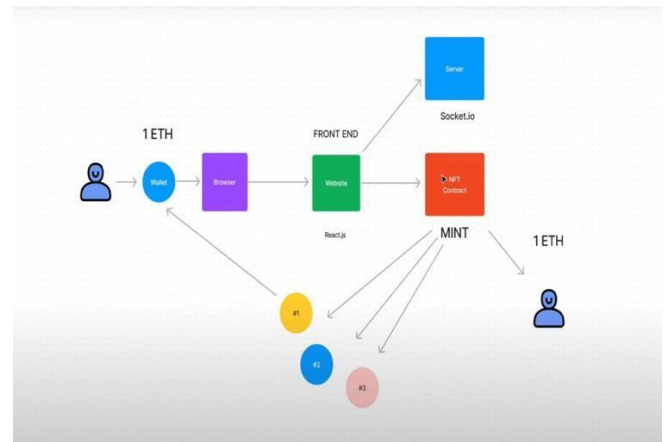 Server
Socket.io
1 ETH
FRONT END
Wallet
Browser
Website
NFT
Contract
React.js
MINT
1 ETH
#1
#2
#3